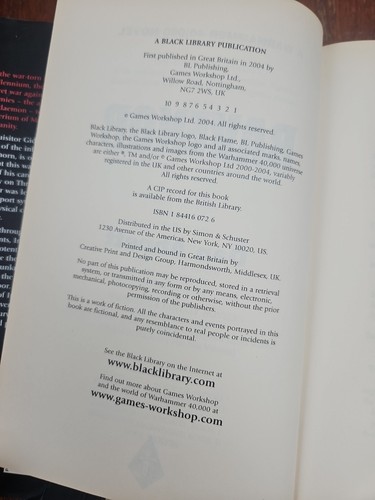 A BLACK LIBRARY PUBLICATION
First published in Great Britain in 2004 by
BL Publishing,
Games Workshop Ltd.,
Willow Road, Nottingham,
NG7 2WS, UK
10 9 8 7 6 5 4 3 2 1
© Games Workshop Ltd. 2004. All rights reserved.
Black Library, the Black Library logo, Black Flame, BL Publishing, Games
Workshop, the Games Workshop logo and all associated marks, names,
characters, illustrations and images from the Warhammer 40,000 universe
are either ®, TM and/or © Games Workshop Ltd 2000-2004, variably
registered in the UK and other countries around the world.
All rights reserved.
A CIP record for this book
is available from the British Library.
ISBN 1 84416 072 6
Distributed in the US by Simon & Schuster
1230 Avenue of the Americas, New York, NY 10020, US.
Printed and bound in Great Britain by
Creative Print and Design Group, Harmondsworth, Middlesex, UK
No part of this publication may be reproduced, stored in a retrieval
system, or transmitted in any form or by any means, electronic,
mechanical, photocopying, recording or otherwise, without the prior
permission of the publishers.
This is a work of fiction. All the characters and events portrayed in this
book are fictional, and any resemblance to real people or incidents is
purely coincidental.
See the Black Library on the Internet at
www.blacklibrary.com
Find out more about Games Workshop
and the world of Warhammer 40,000 at
www.games-workshop.com